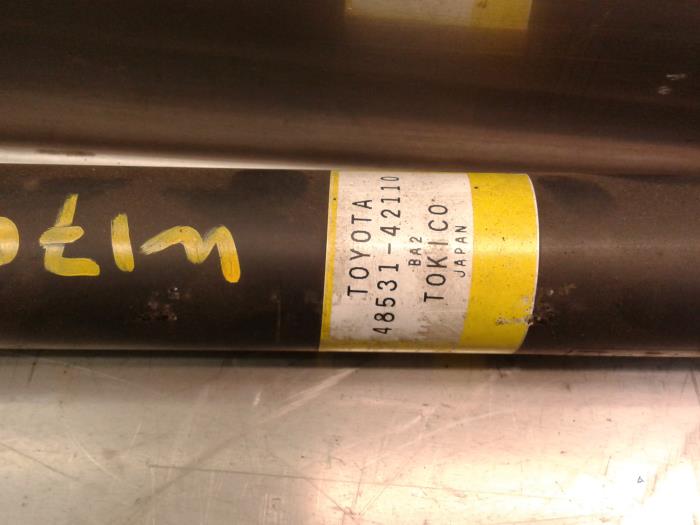 TOYOTA
48531-42110
BA2
TOKICO
JAPAN